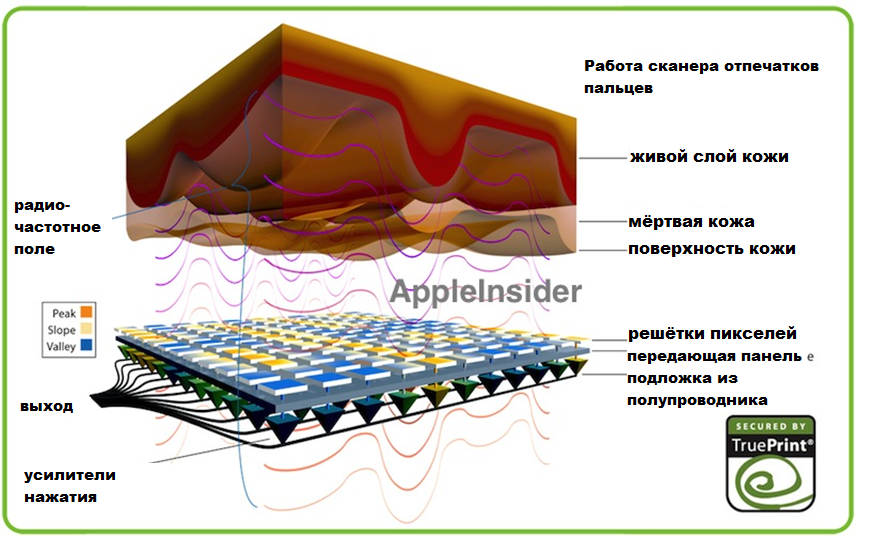 Работа сканера отпечатков
пальцев
живой слой кожи
радио-
частотное
поле
мёртвая кожа
поверхность кожи
AppleInsider
Peak
Slope
Valley
решётки пикселей
передающая панель е
подложка из
полупроводника
выход
усилители
нажатия
SECURED BY
TruePrint®